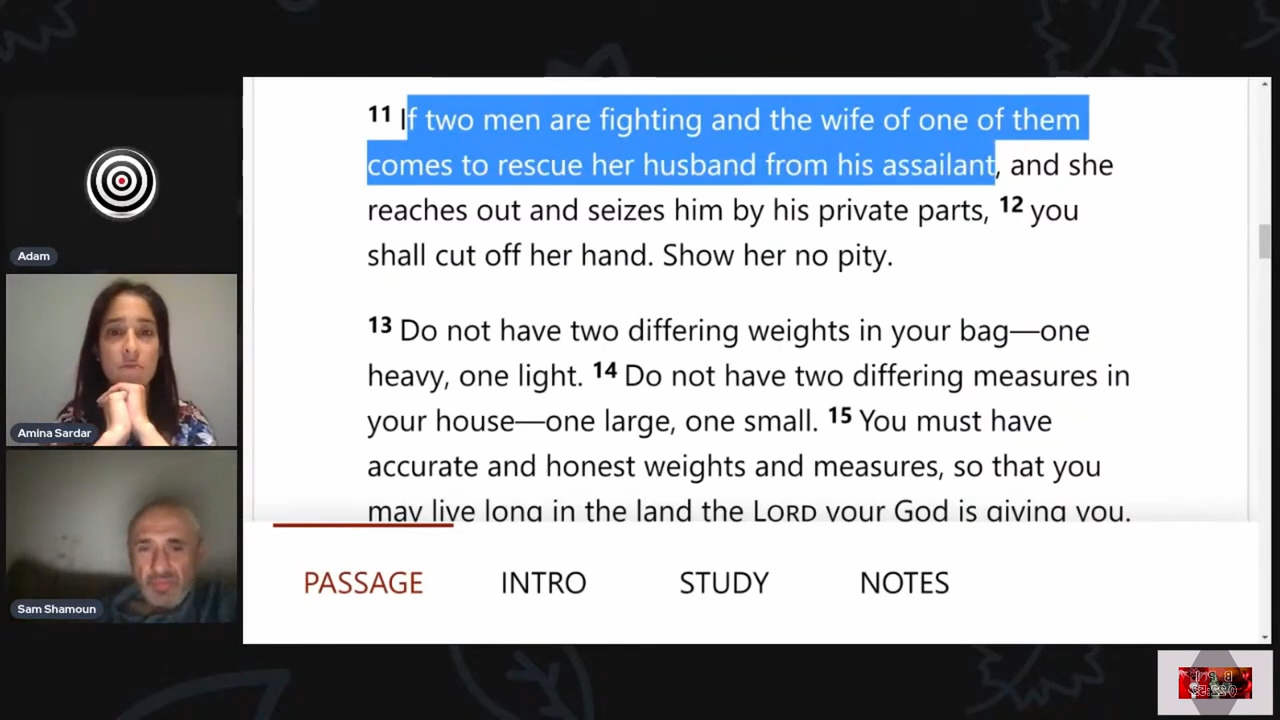 Adam
Amina Sardar
Sam Shamoun
11 If two men are fighting and the wife of one of them
comes to rescue her husband from his assailant, and she
reaches out and seizes him by his private parts, 12 you
shall cut off her hand. Show her no pity.
13 Do not have two differing weights in your bag—one
heavy, one light. 14 Do not have two differing measures in
your house—one large, one small. 15 You must have
accurate and honest weights and measures, so that you
may live long in the land the LORD your God is giving you.
PASSAGE
INTRO
STUDY
NOTES